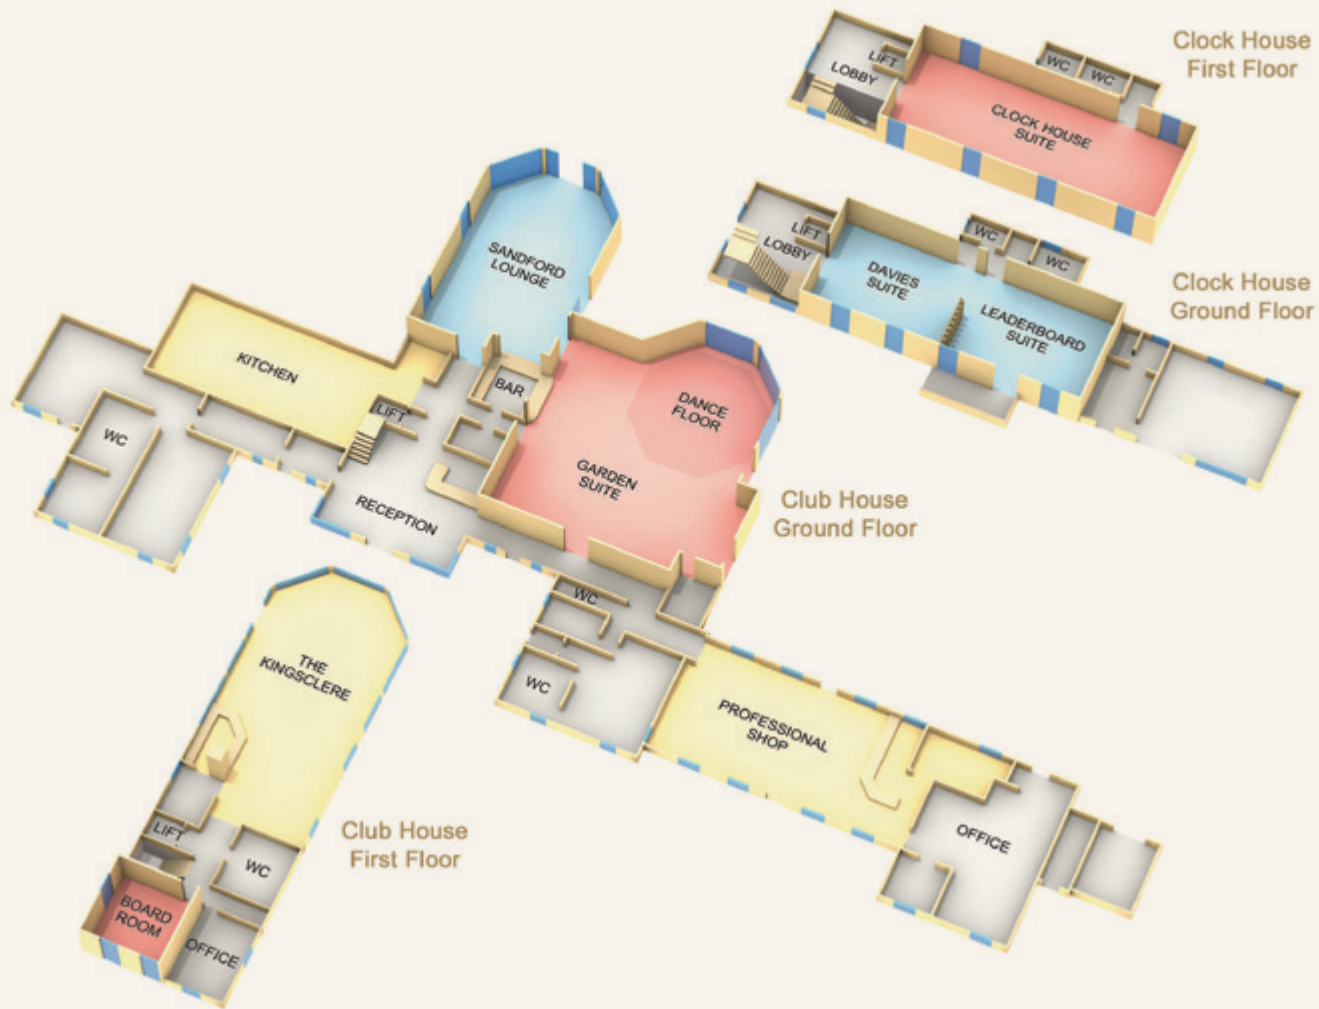 Clock House
First Floor
LIFT
LOBBY
WC
WC
CLOCK HOUSE
SUITE
Clock House
Ground Floor
LIFT
LOBBY
WC
WC
DAVIES
SUITE
LEADERBOARD
SUITE
SANDFORD
LOUNGE
KITCHEN
BAR
LIFT
WC
DANCE
FLOOR
GARDEN
SUITE
RECEPTION
Club House
Ground Floor
WC
WC
PROFESSIONAL
SHOP
OFFICE
THE
KINGSCLERE
LIFT
WC
BOARD
ROOM
OFFICE
Club House
First Floor